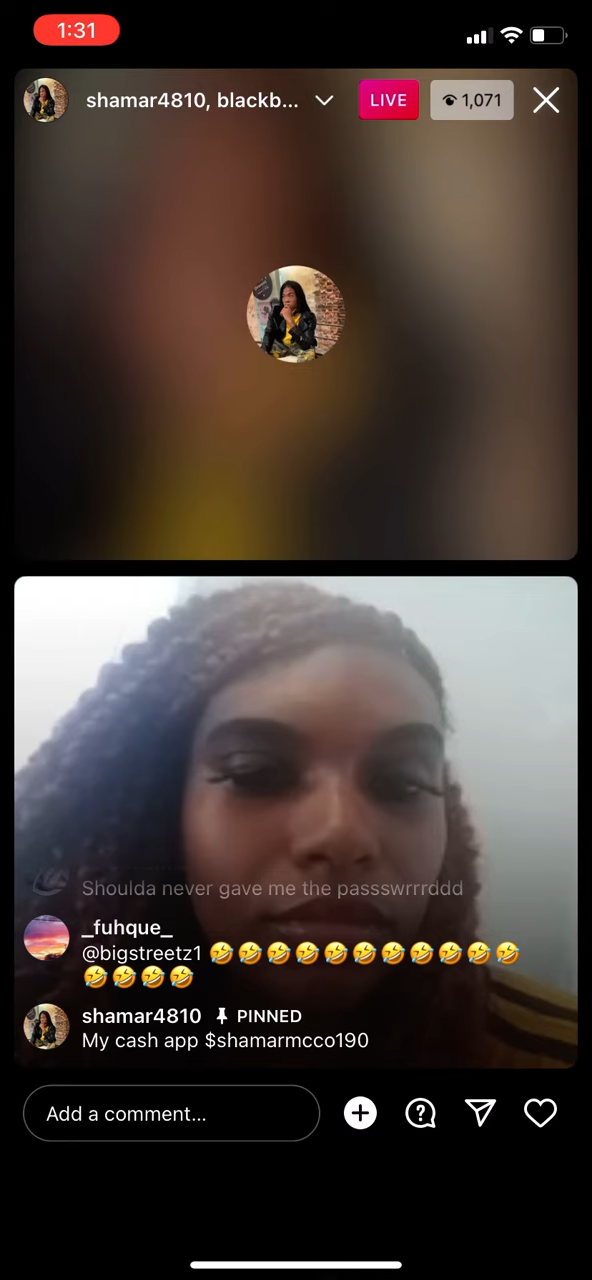 1:31
shamar4810, blackb...
LIVE
1,071
Shoulda never gave me the passswrrrddd
_fuhque_
@bigstreetz1 🤣🤣🤣🤣🤣🤣🤣🤣🤣🤣🤣
🤣🤣🤣🤣
shamar4810 PINNED
My cash app $shamarmcco190
Add a comment...